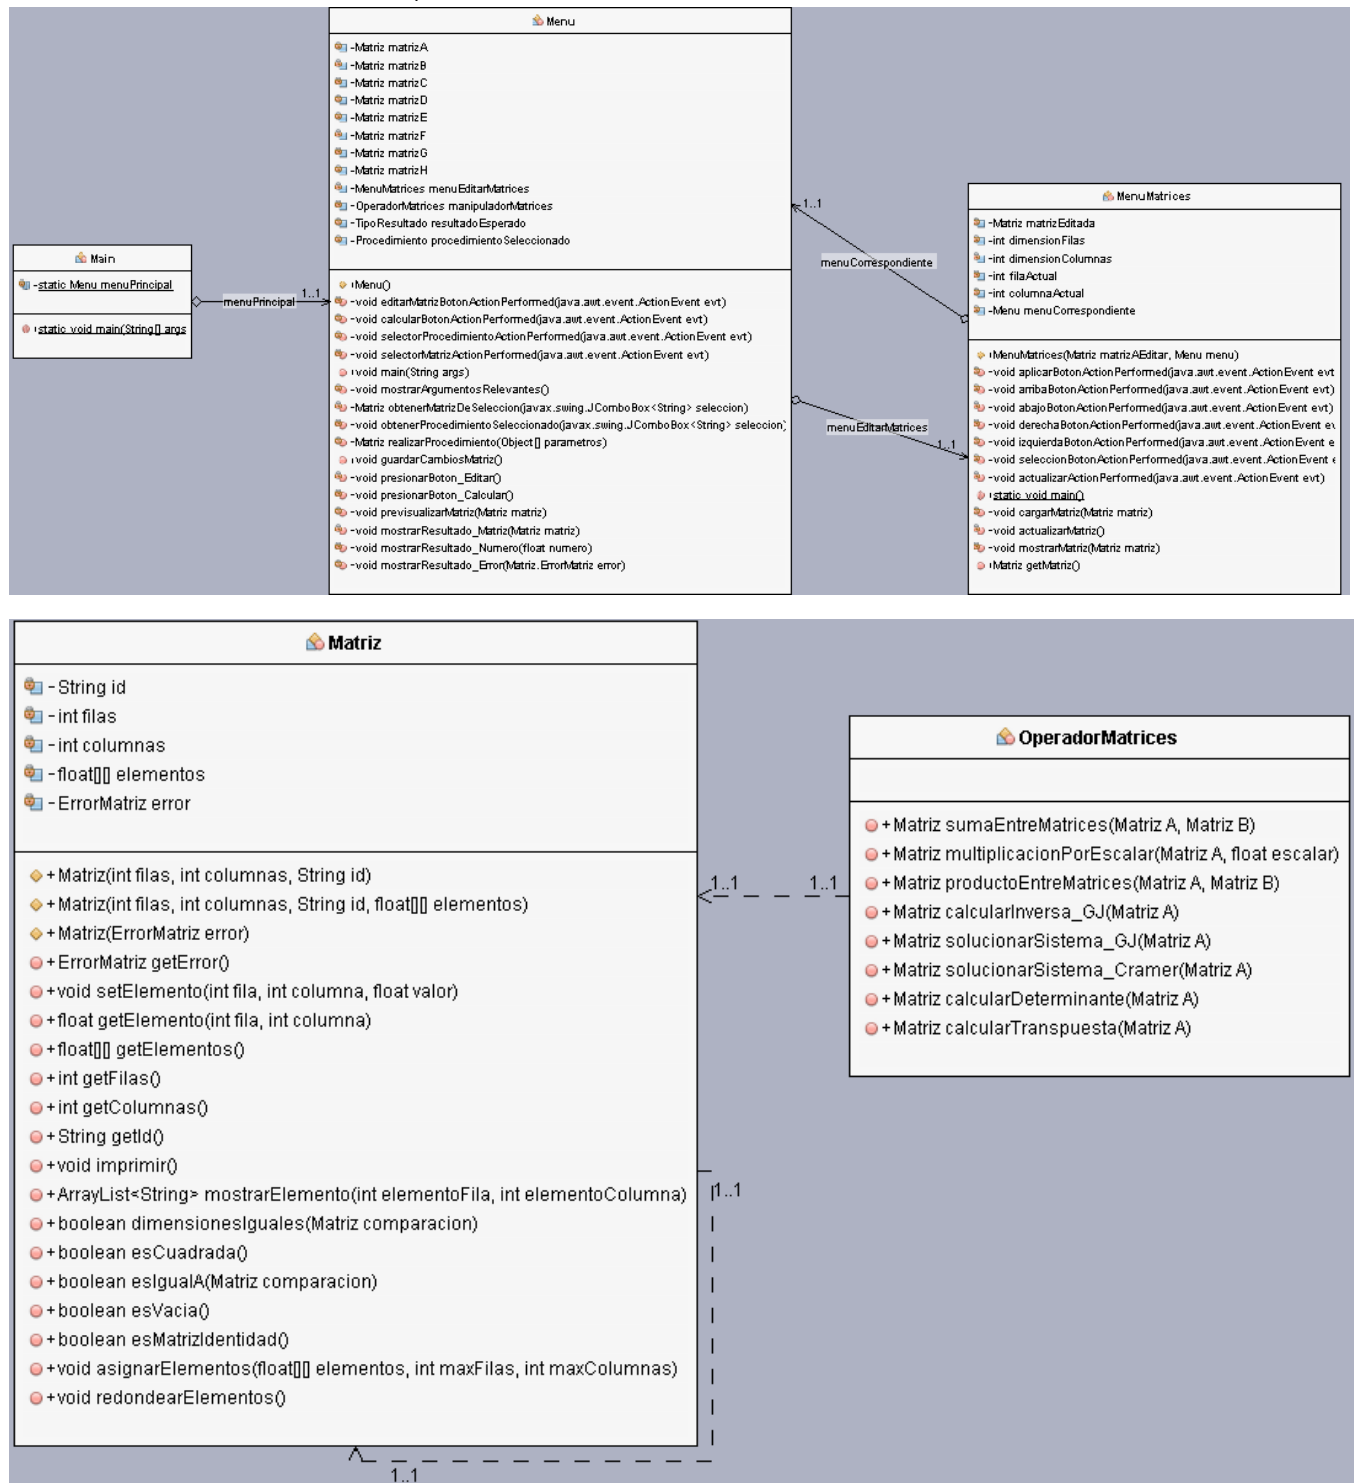 Menu
-Matriz matrizA
-Matriz matrizB
-Matriz matrizC
-Matriz matrizD
-Matriz matrizE
-Matriz matrizF
-Matriz matrizG
-Matriz matrizH
-MenuMatrices menuEditarMatrices
-OperadorMatrices manipuladorMatrices
-TipoResultado resultadoEsperado
-Procedimiento procedimientoSeleccionado
Menu()
-void editarMatrizBotonActionPerformed(java.awt.event.ActionEvent evt)
-void calcularBotonActionPerformed(java.awt.event.ActionEvent evt)
-void selectorProcedimientoActionPerformed(java.awt.event.ActionEvent evt)
-void selectorMatrizActionPerformed(java.awt.event.ActionEvent evt)
void main(String args)
-void mostrarArgumentosRelevantes()
-Matriz obtenerMatrizDeSeleccion(javax.swing.JComboBox<String> seleccion)
-void obtenerProcedimientoSeleccionado(javax.swing.JComboBox<String> seleccion)
-Matriz realizarProcedimiento(Object[] parametros)
void guardarCambiosMatriz()
-void presionarBoton_Editar()
-void presionarBoton_Calcular()
-void previsualizarMatriz(Matriz matriz)
-void mostrarResultado_Matriz(Matriz matriz)
-void mostrarResultado_Numero(float numero)
-void mostrarResultado_Error(Matriz.ErrorMatriz error)
Main
-static Menu menuPrincipal
static void main(String[] args
menuPrincipal
1..1
1..1
menuCorrespondiente
menuEditarMatrices
1..1
MenuMatrices
-Matriz matrizEditada
-int dimensionFilas
-int dimensionColumnas
-int filaActual
-int columnaActual
-Menu menuCorrespondiente
MenuMatrices(Matriz matrizAEditar, Menu menu)
-void aplicarBotonActionPerformed(java.awt.event.ActionEvent evt
-void arribaBotonActionPerformed(java.awt.event.ActionEvent evt)
-void abajoBotonActionPerformed(java.awt.event.ActionEvent evt)
-void derechaBotonActionPerformed(java.awt.event.ActionEvent ev
-void izquierdaBotonActionPerformed(java.awt.event.ActionEvent e
-void seleccionBotonActionPerformed(java.awt.event.ActionEvent e
-void actualizarActionPerformed(java.awt.event.ActionEvent evt)
static void main()
-void cargarMatriz(Matriz matriz)
-void actualizarMatriz()
-void mostrarMatriz(Matriz matriz)
Matriz getMatriz()
Matriz
-String id
-int filas
-int columnas
-float[][] elementos
-ErrorMatriz error
+Matriz(int filas, int columnas, String id)
+Matriz(int filas, int columnas, String id, float[][] elementos)
+Matriz(ErrorMatriz error)
+ErrorMatriz getError()
+void setElemento(int fila, int columna, float valor)
+float getElemento(int fila, int columna)
+float[][] getElementos()
+int getFilas()
+int getColumnas()
+String getId()
+void imprimir()
+ArrayList<String> mostrarElemento(int elementoFila, int elementoColumna)
+boolean dimensionesIguales(Matriz comparacion)
+boolean esCuadrada()
+boolean esIgualA(Matriz comparacion)
+boolean esVacia()
+boolean esMatrizIdentidad()
+void asignarElementos(float[][] elementos, int maxFilas, int maxColumnas)
+void redondearElementos()
1..1 1..1
1..1
1..1
OperadorMatrices
+Matriz sumaEntreMatrices(Matriz A, Matriz B)
+Matriz multiplicacionPorEscalar(Matriz A, float escalar)
+Matriz productoEntreMatrices(Matriz A, Matriz B)
+Matriz calcularInversa_GJ(Matriz A)
+Matriz solucionarSistema_GJ(Matriz A)
+Matriz solucionarSistema_Cramer(Matriz A)
+Matriz calcularDeterminante(Matriz A)
+Matriz calcularTranspuesta(Matriz A)